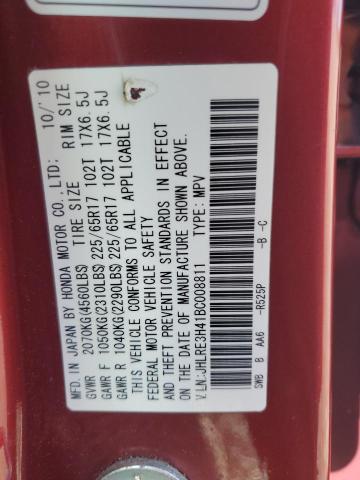 MFD. IN JAPAN BY HONDA MOTOR CO., LTD: 10/'10
TIRE SIZE RIM SIZE
GVWR 2070KG(4560LBS)
GAWR F 1050KG(2310LBS) 225/65R17 102T 17X6.5J
GAWR R 1040KG(2290LBS) 225/65R17 102T 17X6.5J
THIS VEHICLE CONFORMS TO ALL APPLICABLE
FEDERAL MOTOR VEHICLE SAFETY
AND THEFT PREVENTION STANDARDS IN EFFECT
ON THE DATE OF MANUFACTURE SHOWN ABOVE.
V.I.N.:JHLRE3H41BC008811 TYPE: MPV
SWB B AA6 -R525P -B -C